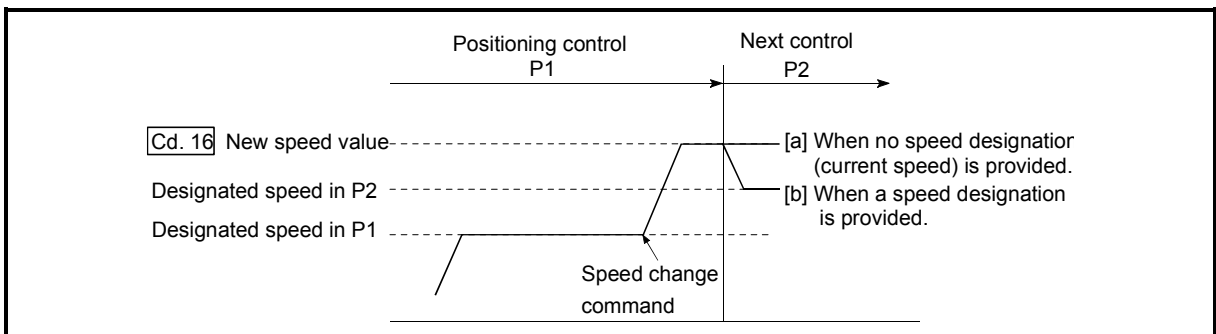 Positioning control
P1
Next control
P2
Cd. 16 New speed value
[a] When no speed designation
(current speed) is provided.
Designated speed in P2
[b] When a speed designation
is provided.
Designated speed in P1
Speed change
command